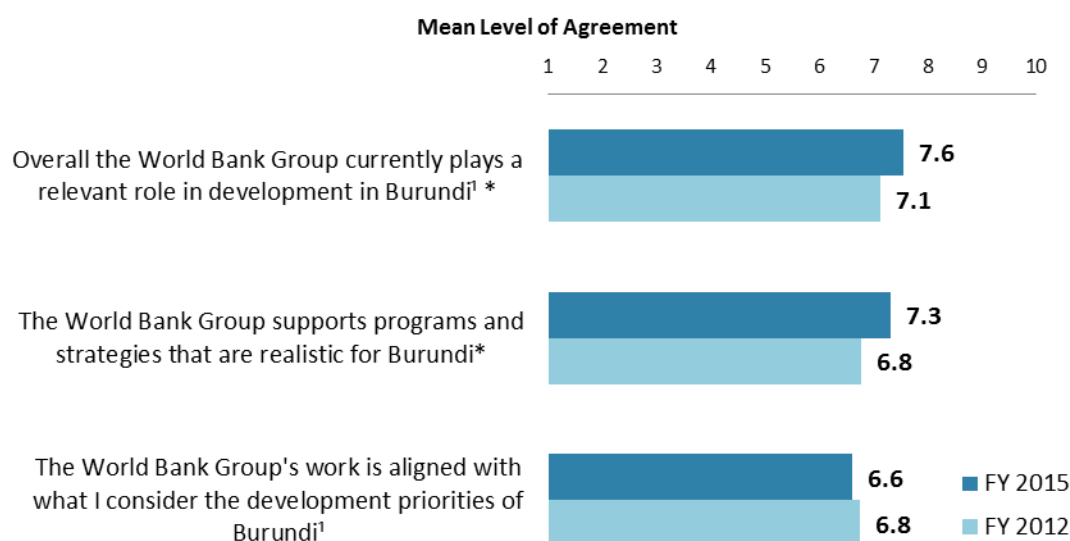 Mean Level of Agreement
1 2 3 4 5 6 7 8 9 10
Overall the World Bank Group currently plays a
relevant role in development in Burundi¹ *
7.6
7.1
The World Bank Group supports programs and
strategies that are realistic for Burundi*
7.3
6.8
The World Bank Group's work is aligned with
what I consider the development priorities of
Burundi¹
6.6
6.8
FY 2015
FY 2012